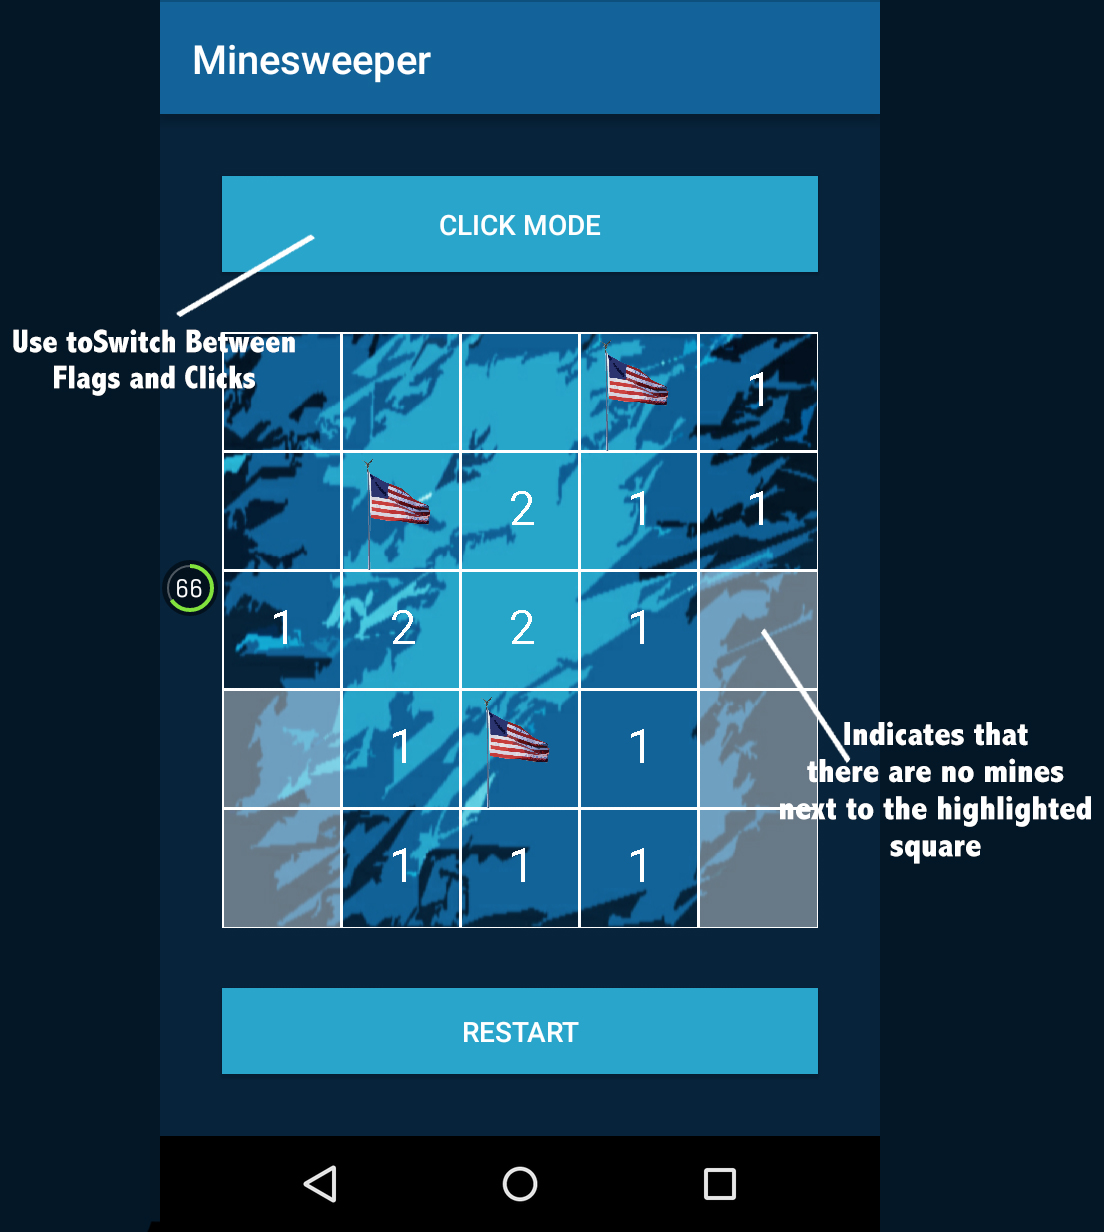 Minesweeper
CLICK MODE
Use toSwitch Between
Flags and Clicks
1
2 1 1
66
1 2 2 1
1 1
Indicates that
there are no mines
next to the highlighted
square
1 1 1
RESTART